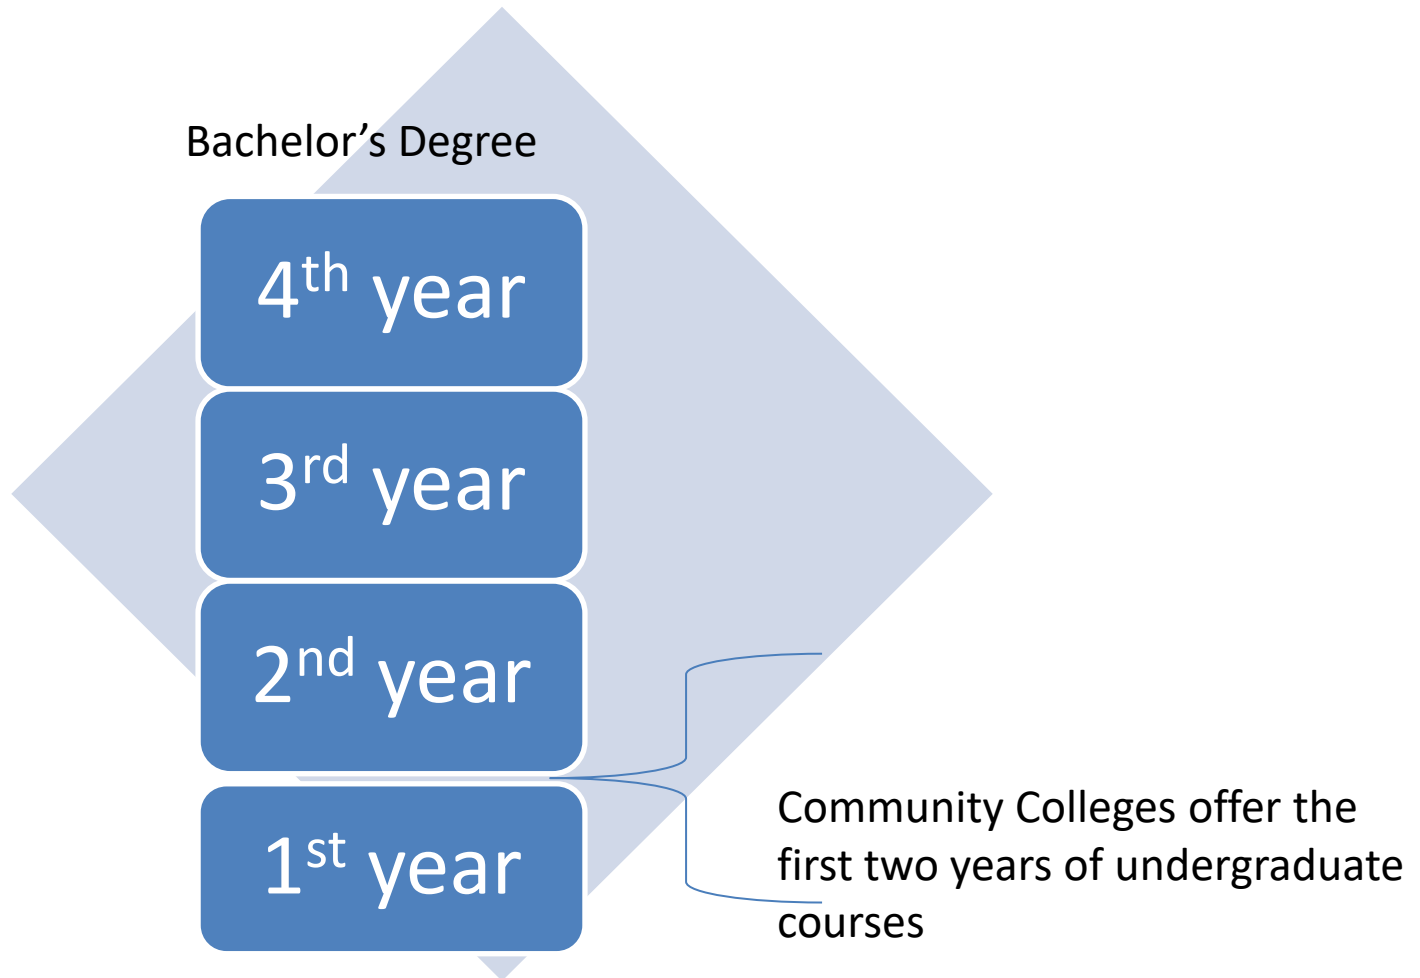 Bachelor’s Degree
4th year
3rd year
2nd year
1st year
Community Colleges offer the
first two years of undergraduate
courses